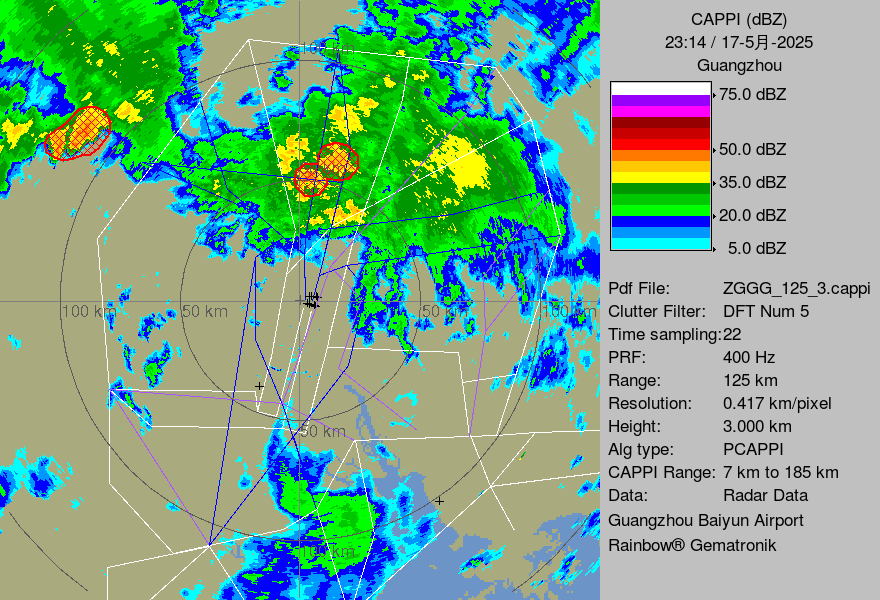 CAPPI (dBZ)
23:14 / 17-5月-2025
Guangzhou
75.0 dBZ
50.0 dBZ
35.0 dBZ
20.0 dBZ
5.0 dBZ
Pdf File: ZGGG_125_3.cappi
Clutter Filter: DFT Num 5
Time sampling:22
PRF: 400 Hz
Range: 125 km
Resolution: 0.417 km/pixel
Height: 3.000 km
Alg type: PCAPPI
CAPPI Range: 7 km to 185 km
Data: Radar Data
Guangzhou Baiyun Airport
Rainbow® Gematronik
100 km
100 km 50 km 50 km 100 km
50 km
100 km